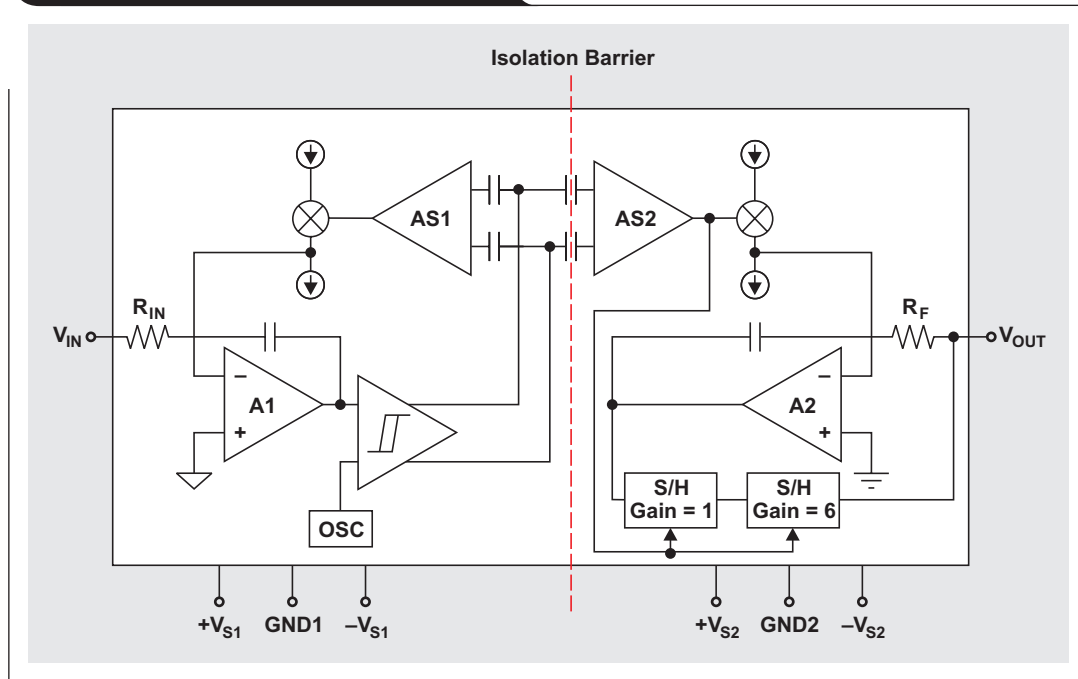 Isolation Barrier
AS1
AS2
R_IN
R_F
V_IN
V_OUT
–
A1
+
–
A2
+
S/H
Gain = 1
S/H
Gain = 6
OSC
+V_S1 GND1 –V_S1
+V_S2 GND2 –V_S2